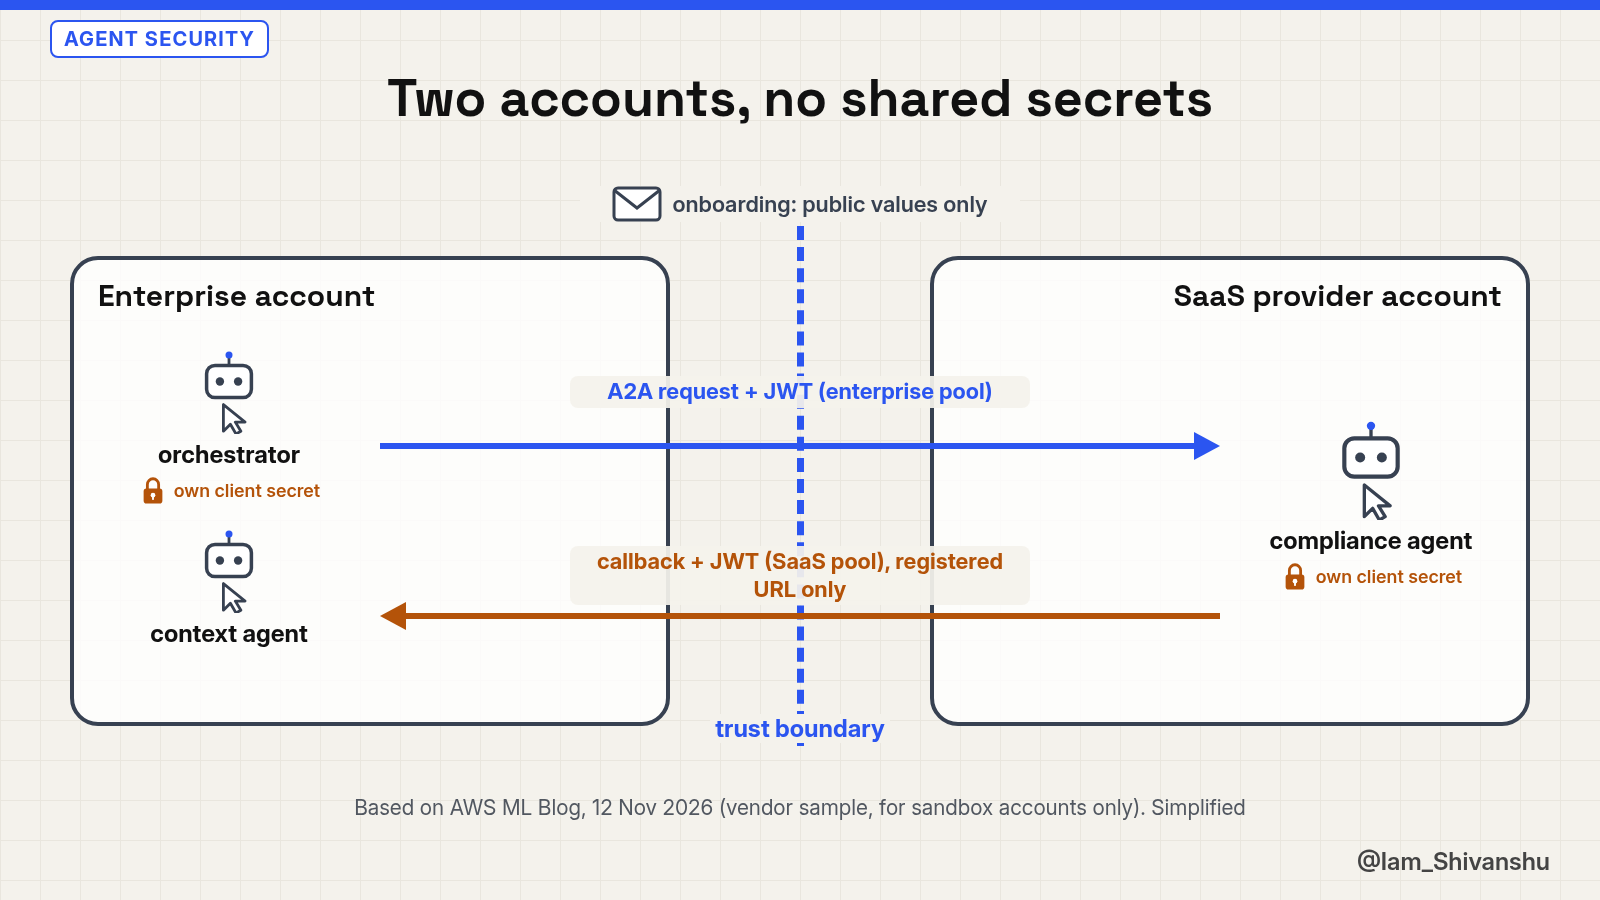 AGENT SECURITY
Two accounts, no shared secrets
onboarding: public values only
Enterprise account
SaaS provider account
A2A request + JWT (enterprise pool)
orchestrator
own client secret
callback + JWT (SaaS pool), registered
URL only
context agent
compliance agent
own client secret
trust boundary
Based on AWS ML Blog, 12 Nov 2026 (vendor sample, for sandbox accounts only). Simplified
@Iam_Shivanshu